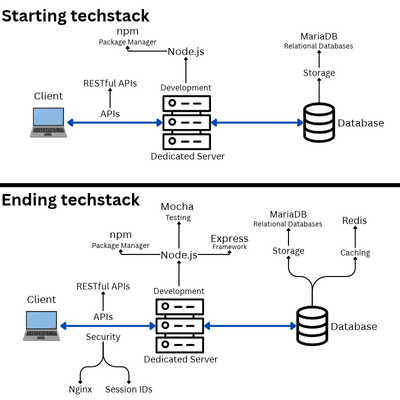 Starting techstack
npm
Package Manager
Node.js
MariaDB
Relational Databases
Storage
RESTful APIs
Development
Client
APIs
Database
Dedicated Server
Ending techstack
Mocha
Testing
npm
Package Manager
Express
Framework
Node.js
MariaDB
Relational Databases
Redis
Storage
Caching
RESTful APIs
Development
Client
APIs
Security
Database
Dedicated Server
Nginx
Session IDs